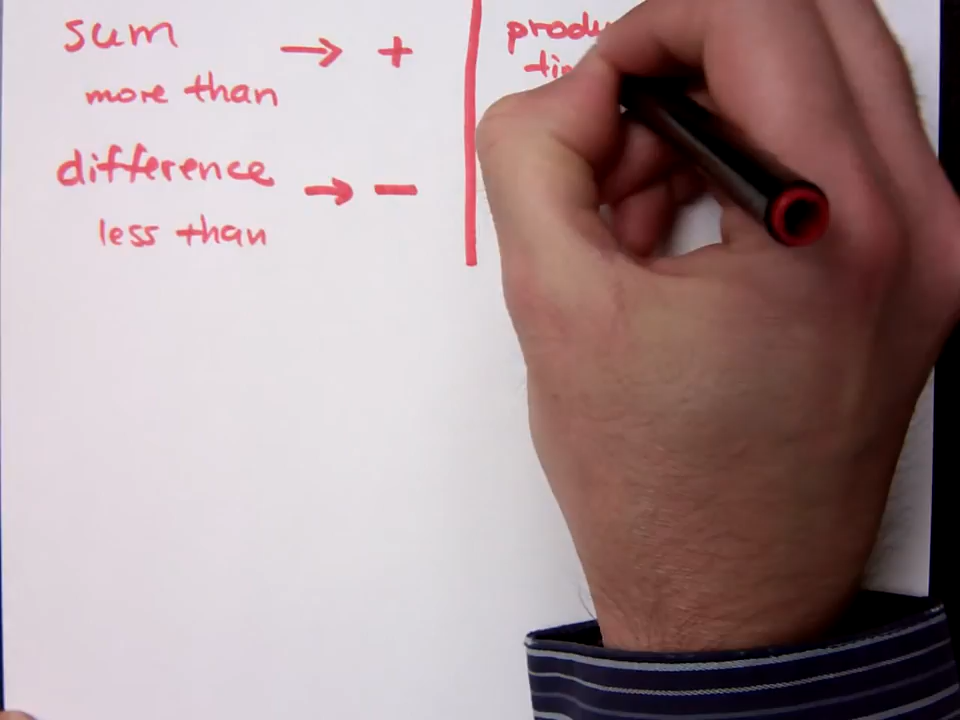 sum → +
more than
difference → −
less than